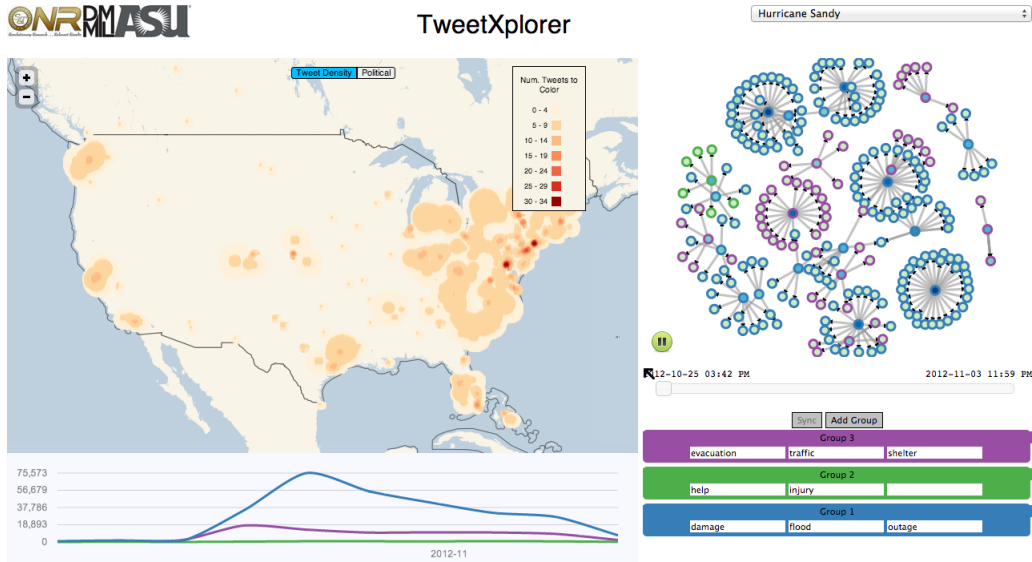 ONR DM MILI ASU
TweetXplorer
Hurricane Sandy
+
−
Tweet Density Political
Num. Tweets to
Color
0 - 4
5 - 9
10 - 14
15 - 19
20 - 24
25 - 29
30 - 34
12-10-25 03:42 PM 2012-11-03 11:59 PM
Sync Add Group
Group 3
evacuation traffic shelter
Group 2
help injury
Group 1
damage flood outage
75,573
56,679
37,786
18,893
0
2012-11